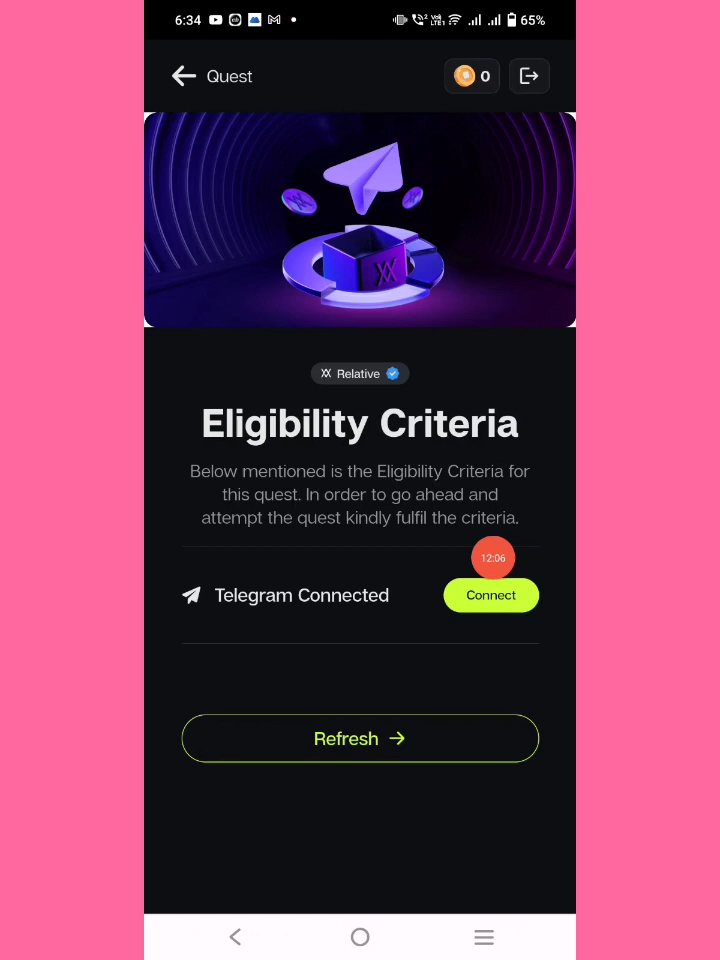 6:34
65%
Quest
0
Relative
Eligibility Criteria
Below mentioned is the Eligibility Criteria for
this quest. In order to go ahead and
attempt the quest kindly fulfil the criteria.
12:06
Telegram Connected
Connect
Refresh